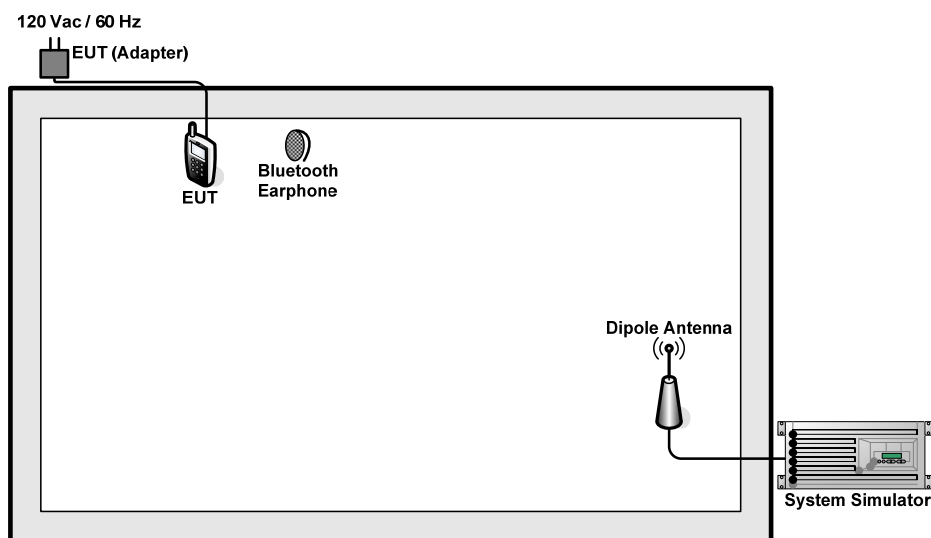 120 Vac / 60 Hz
EUT (Adapter)
EUT
Bluetooth
Earphone
Dipole Antenna
System Simulator